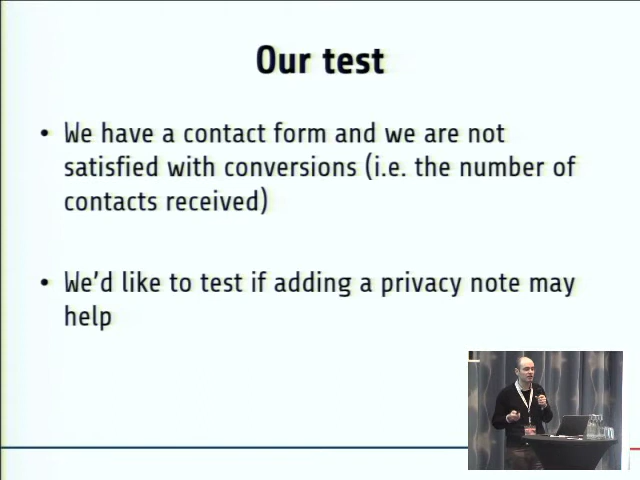 Our test
• We have a contact form and we are not
satisfied with conversions (i.e. the number of
contacts received)
• We'd like to test if adding a privacy note may
help